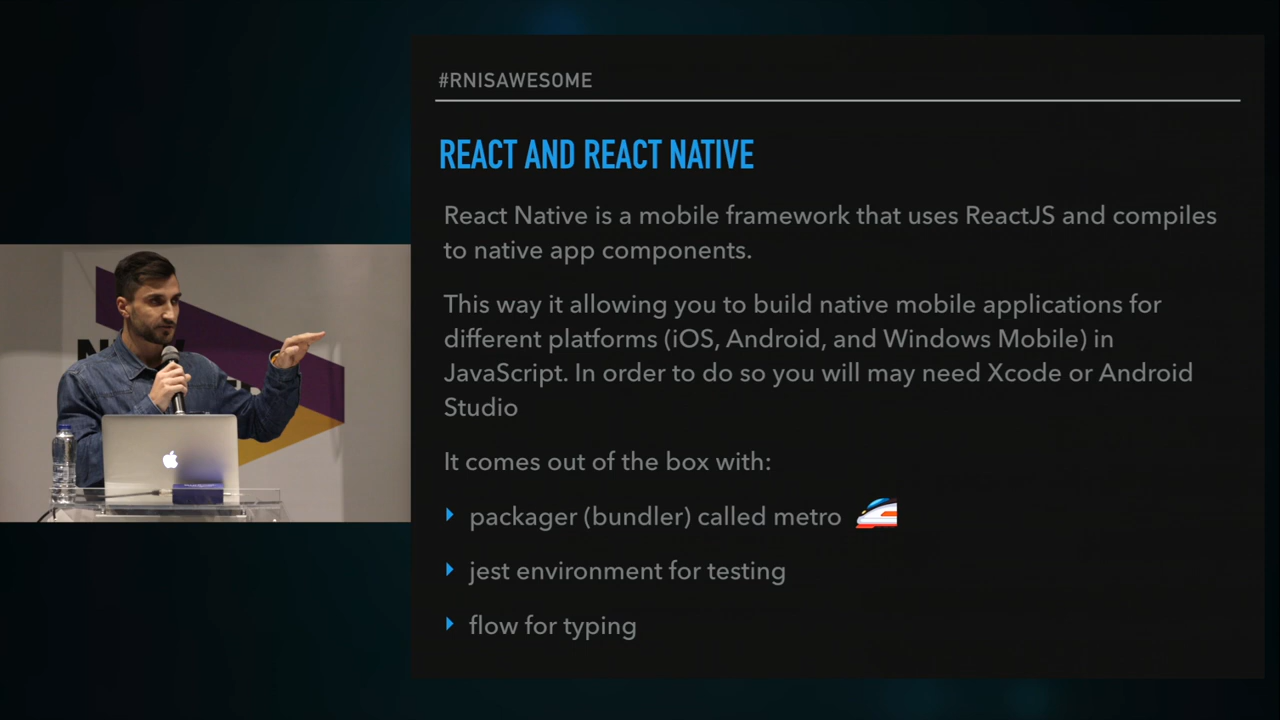 #RNISAWESOME
REACT AND REACT NATIVE
React Native is a mobile framework that uses ReactJS and compiles
to native app components.
This way it allowing you to build native mobile applications for
different platforms (iOS, Android, and Windows Mobile) in
JavaScript. In order to do so you will may need Xcode or Android
Studio
It comes out of the box with:
packager (bundler) called metro
jest environment for testing
flow for typing